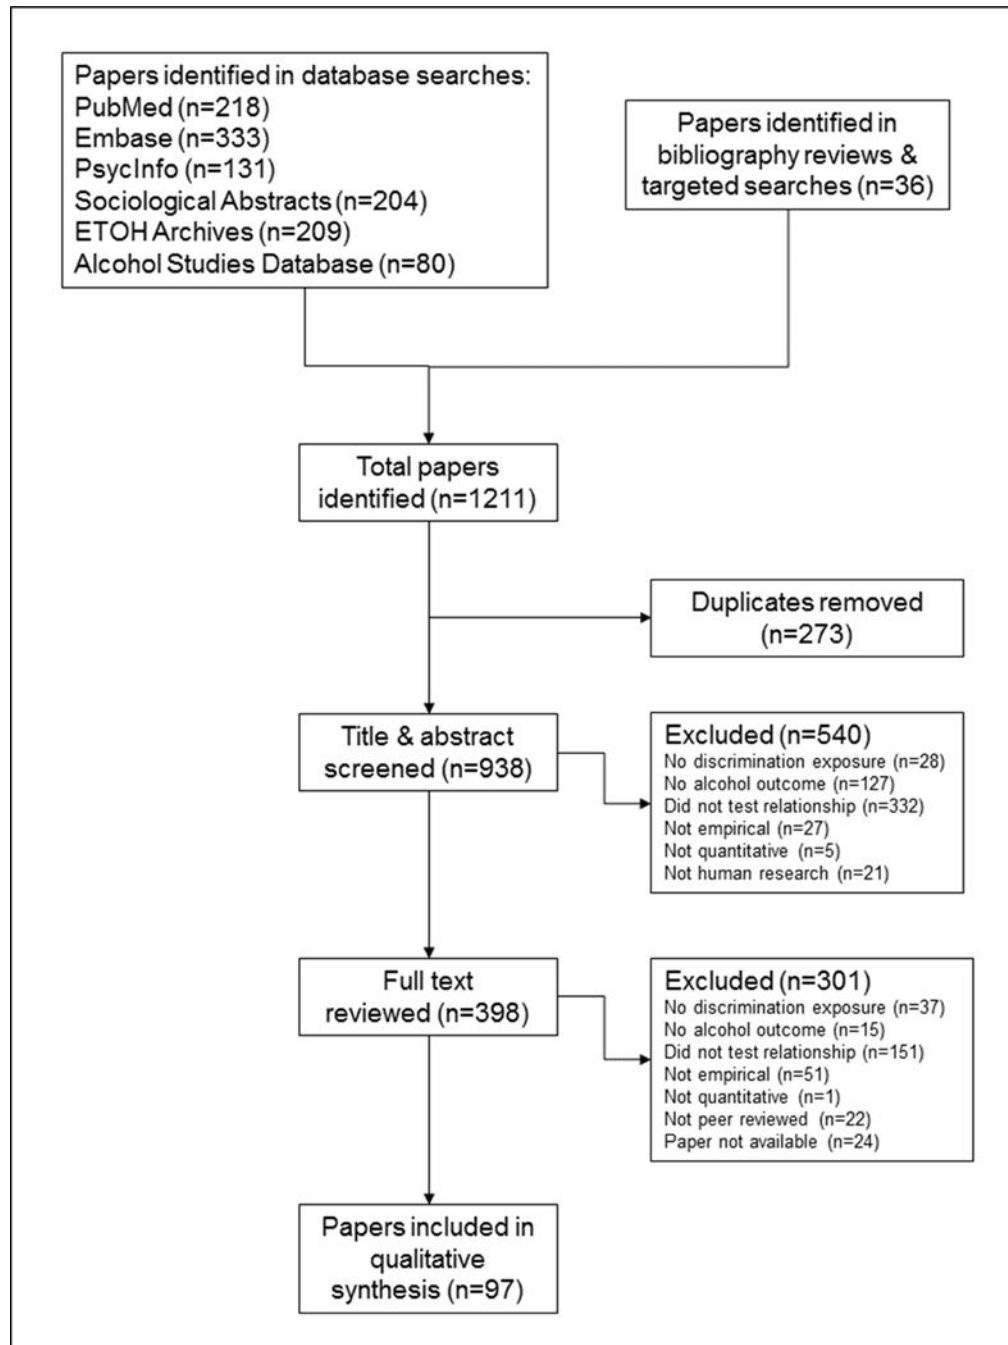 Papers identified in database searches:
PubMed (n=218)
Embase (n=333)
PsycInfo (n=131)
Sociological Abstracts (n=204)
ETOH Archives (n=209)
Alcohol Studies Database (n=80)
Papers identified in
bibliography reviews &
targeted searches (n=36)
Total papers
identified (n=1211)
Duplicates removed
(n=273)
Title & abstract
screened (n=938)
Excluded (n=540)
No discrimination exposure (n=28)
No alcohol outcome (n=127)
Did not test relationship (n=332)
Not empirical (n=27)
Not quantitative (n=5)
Not human research (n=21)
Full text
reviewed (n=398)
Excluded (n=301)
No discrimination exposure (n=37)
No alcohol outcome (n=15)
Did not test relationship (n=151)
Not empirical (n=51)
Not quantitative (n=1)
Not peer reviewed (n=22)
Paper not available (n=24)
Papers included in
qualitative
synthesis (n=97)